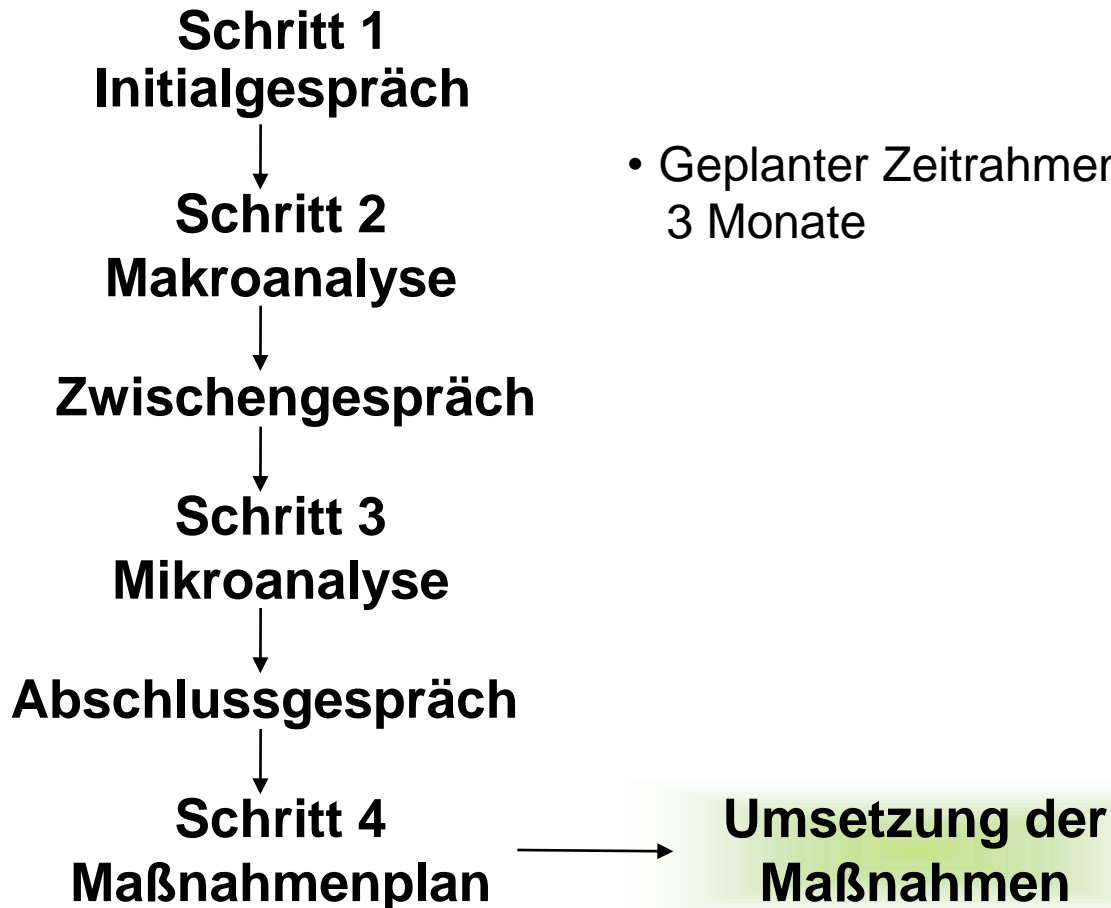 Schritt 1
Initialgespräch
• Geplanter Zeitrahmen
3 Monate
Schritt 2
Makroanalyse
Zwischengespräch
Schritt 3
Mikroanalyse
Abschlussgespräch
Schritt 4
Maßnahmenplan
Umsetzung der
Maßnahmen